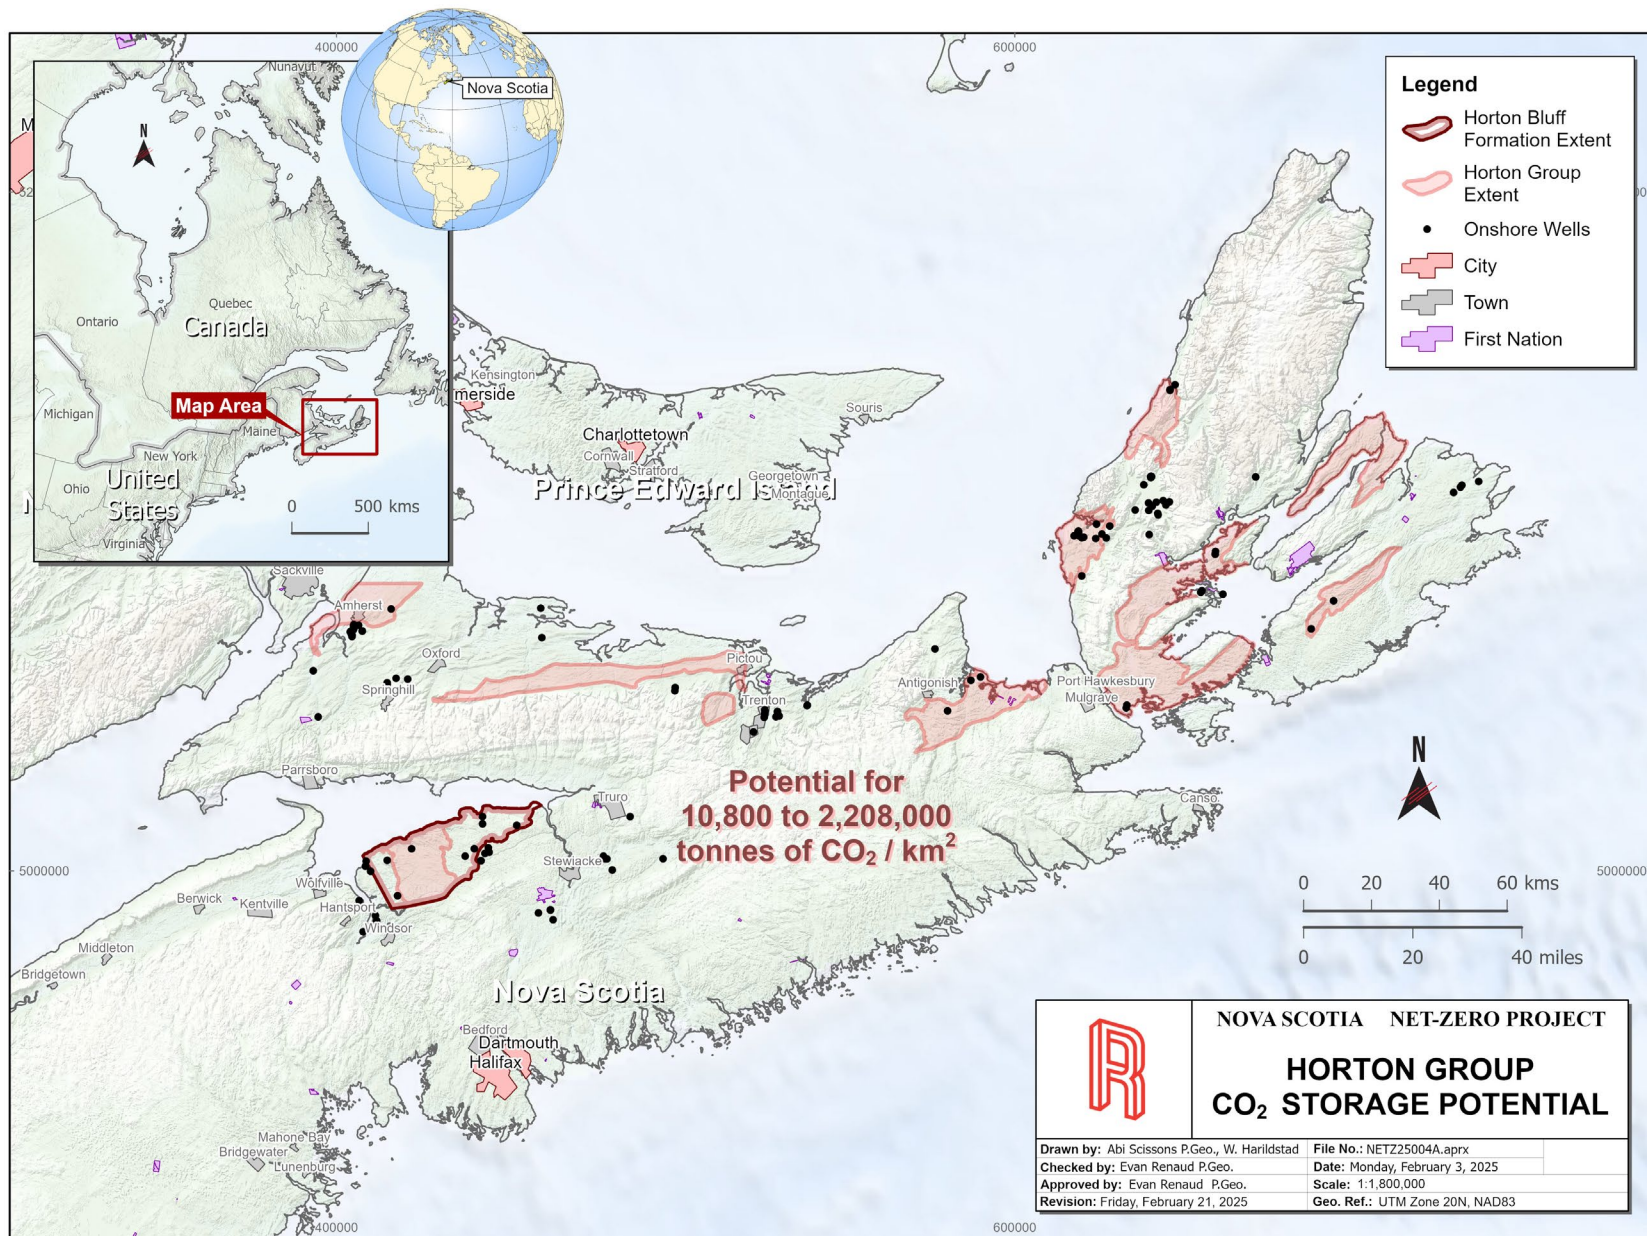 400000
600000
Nova Scotia
Nunavut
N
M
52
00
Quebec
Canada
Ontario
Map Area
Michigan
Maine
New York
Ohio
United
States
Virginia
0 500 kms
N
Legend
Horton Bluff
Formation Extent
Horton Group
Extent
Onshore Wells
City
Town
First Nation
Kensington
merside
Souris
Charlottetown
Cornwall
Stratford
Georgetown
Prince Edward Island
Montague
Sackville
Amherst
Oxford
Springhill
Pictou
Trenton
Antigonish
Port Hawkesbury
Mulgrave
Parrsboro
Truro
Canso
Potential for
10,800 to 2,208,000
tonnes of CO₂ / km²
N
Stewiacke
5000000
5000000
Wolfville
Berwick
Kentville
Hantsport
Windsor
Middleton
Bridgetown
0 20 40 60 kms
0 20 40 miles
Nova Scotia
Bedford
Dartmouth
Halifax
Mahone Bay
Bridgewater
Lunenburg
R
NOVA SCOTIA NET-ZERO PROJECT
HORTON GROUP
CO₂ STORAGE POTENTIAL
Drawn by: Abi Scissons P.Geo., W. Harildstad
File No.: NETZ25004A.aprx
Checked by: Evan Renaud P.Geo.
Date: Monday, February 3, 2025
Approved by: Evan Renaud P.Geo.
Scale: 1:1,800,000
Revision: Friday, February 21, 2025
Geo. Ref.: UTM Zone 20N, NAD83
400000
600000